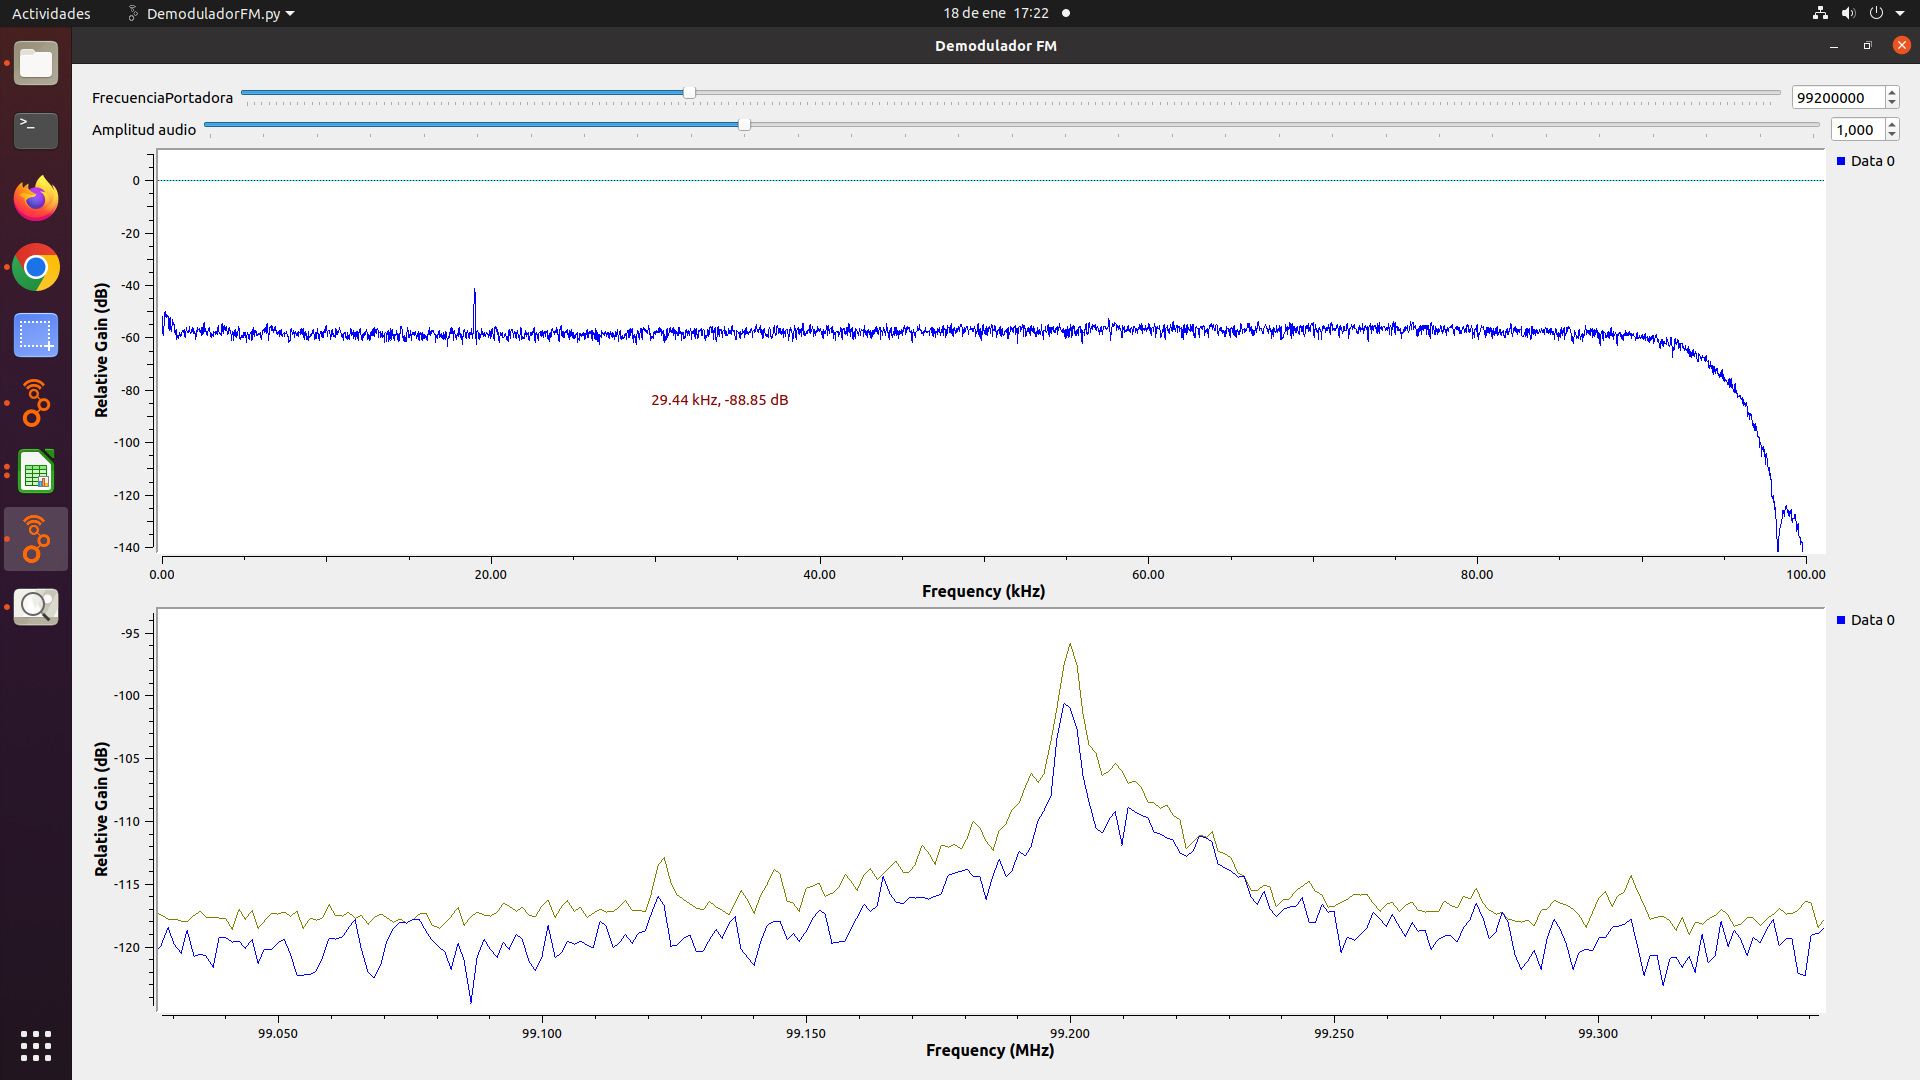 Actividades DemoduladorFM.py 18 de ene 17:22
Demodulador FM
FrecuenciaPortadora 99200000
Amplitud audio 1,000
Data 0
0
-20
-40
-60
-80
-100
-120
-140
Relative Gain (dB)
29.44 kHz, -88.85 dB
0.00 20.00 40.00 60.00 80.00 100.00
Frequency (kHz)
Data 0
-95
-100
-105
-110
-115
-120
Relative Gain (dB)
99.050 99.100 99.150 99.200 99.250 99.300
Frequency (MHz)